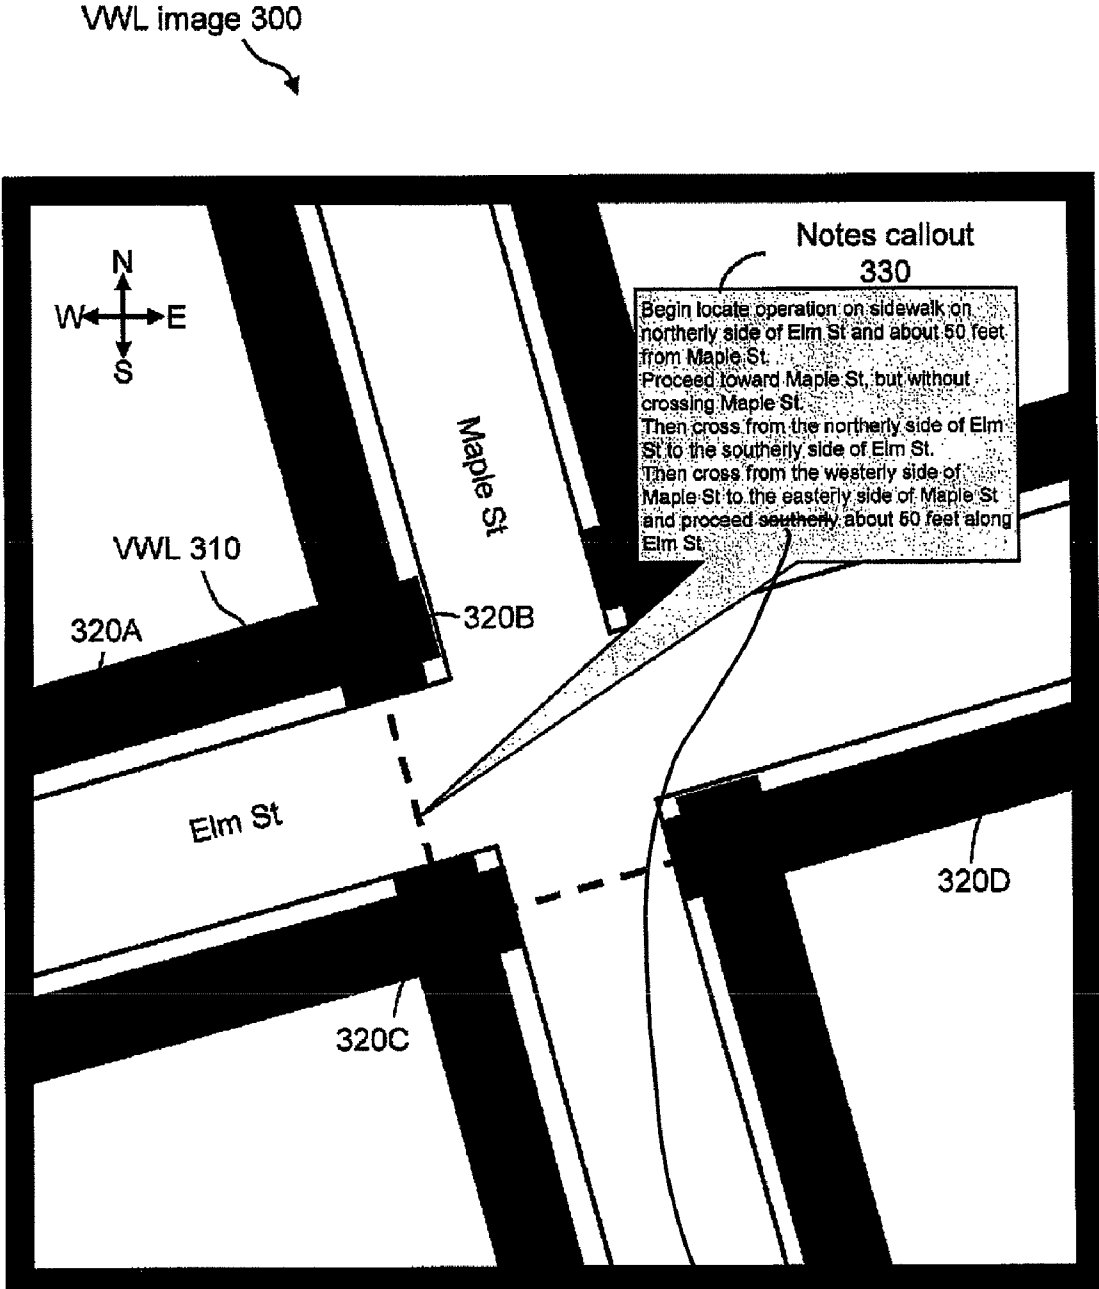 VWL image 300
Notes callout
330
N
W E
S
Begin locate operation on sidewalk on
northerly side of Elm St and about 50 feet
from Maple St.
Proceed toward Maple St, but without
crossing Maple St.
Then cross from the northerly side of Elm
St to the southerly side of Elm St.
Then cross from the westerly side of
Maple St to the easterly side of Maple St
and proceed southerly about 50 feet along
Elm St.
Maple St
VWL 310
320A
320B
Elm St
320D
320C